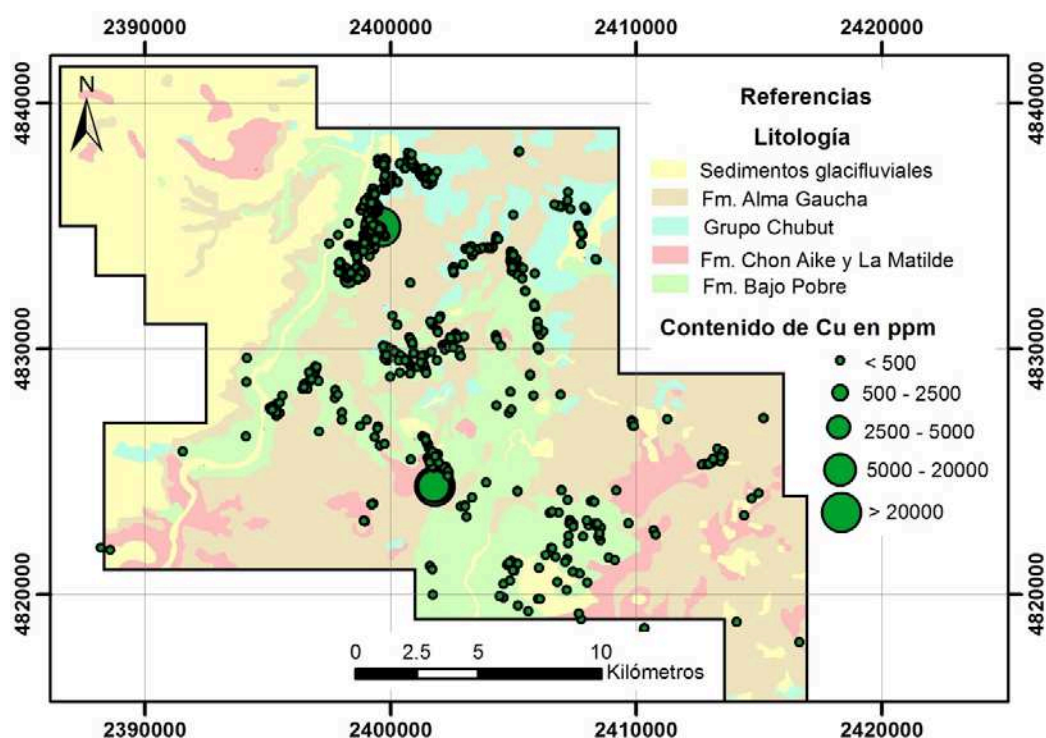 2390000 2400000 2410000 2420000
4840000 4840000
N
Referencias
Litología
Sedimentos glacifluviales
Fm. Alma Gaucha
Grupo Chubut
Fm. Chon Aike y La Matilde
Fm. Bajo Pobre
Contenido de Cu en ppm
< 500
500 - 2500
2500 - 5000
5000 - 20000
> 20000
4830000 4830000
4820000 4820000
0 2.5 5 10
Kilómetros
2390000 2400000 2410000 2420000